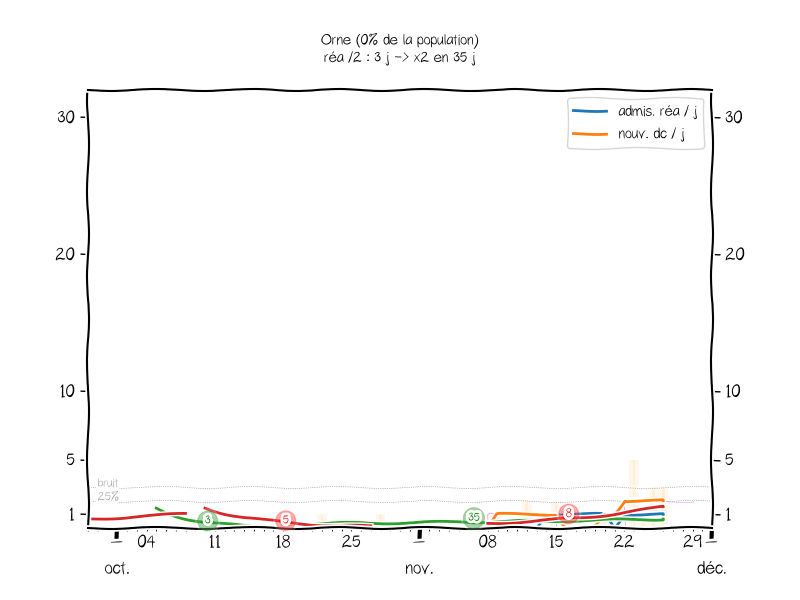 Orne (0% de la population)
réa /2 : 3 j -> x2 en 35 j
admis. réa / j
nouv. dc / j
30
30
20
20
10
10
5
5
bruit
25%
1
1
3
5
35
8
04
11
18
25
08
15
22
29
oct.
nov.
déc.